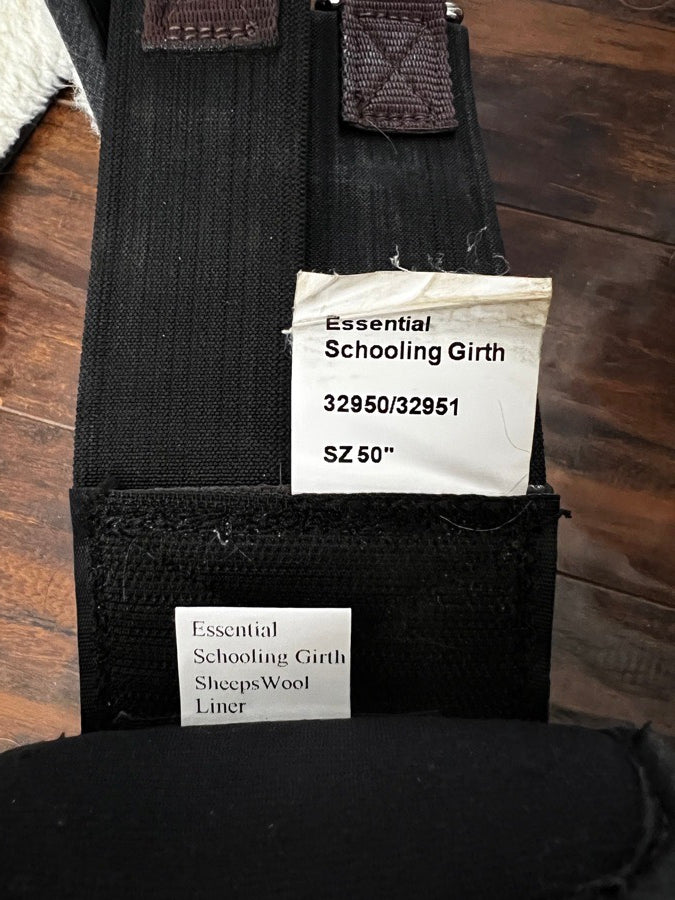 Essential
Schooling Girth
32950/32951
SZ 50"
Essential
Schooling Girth
SheepsWool
Liner